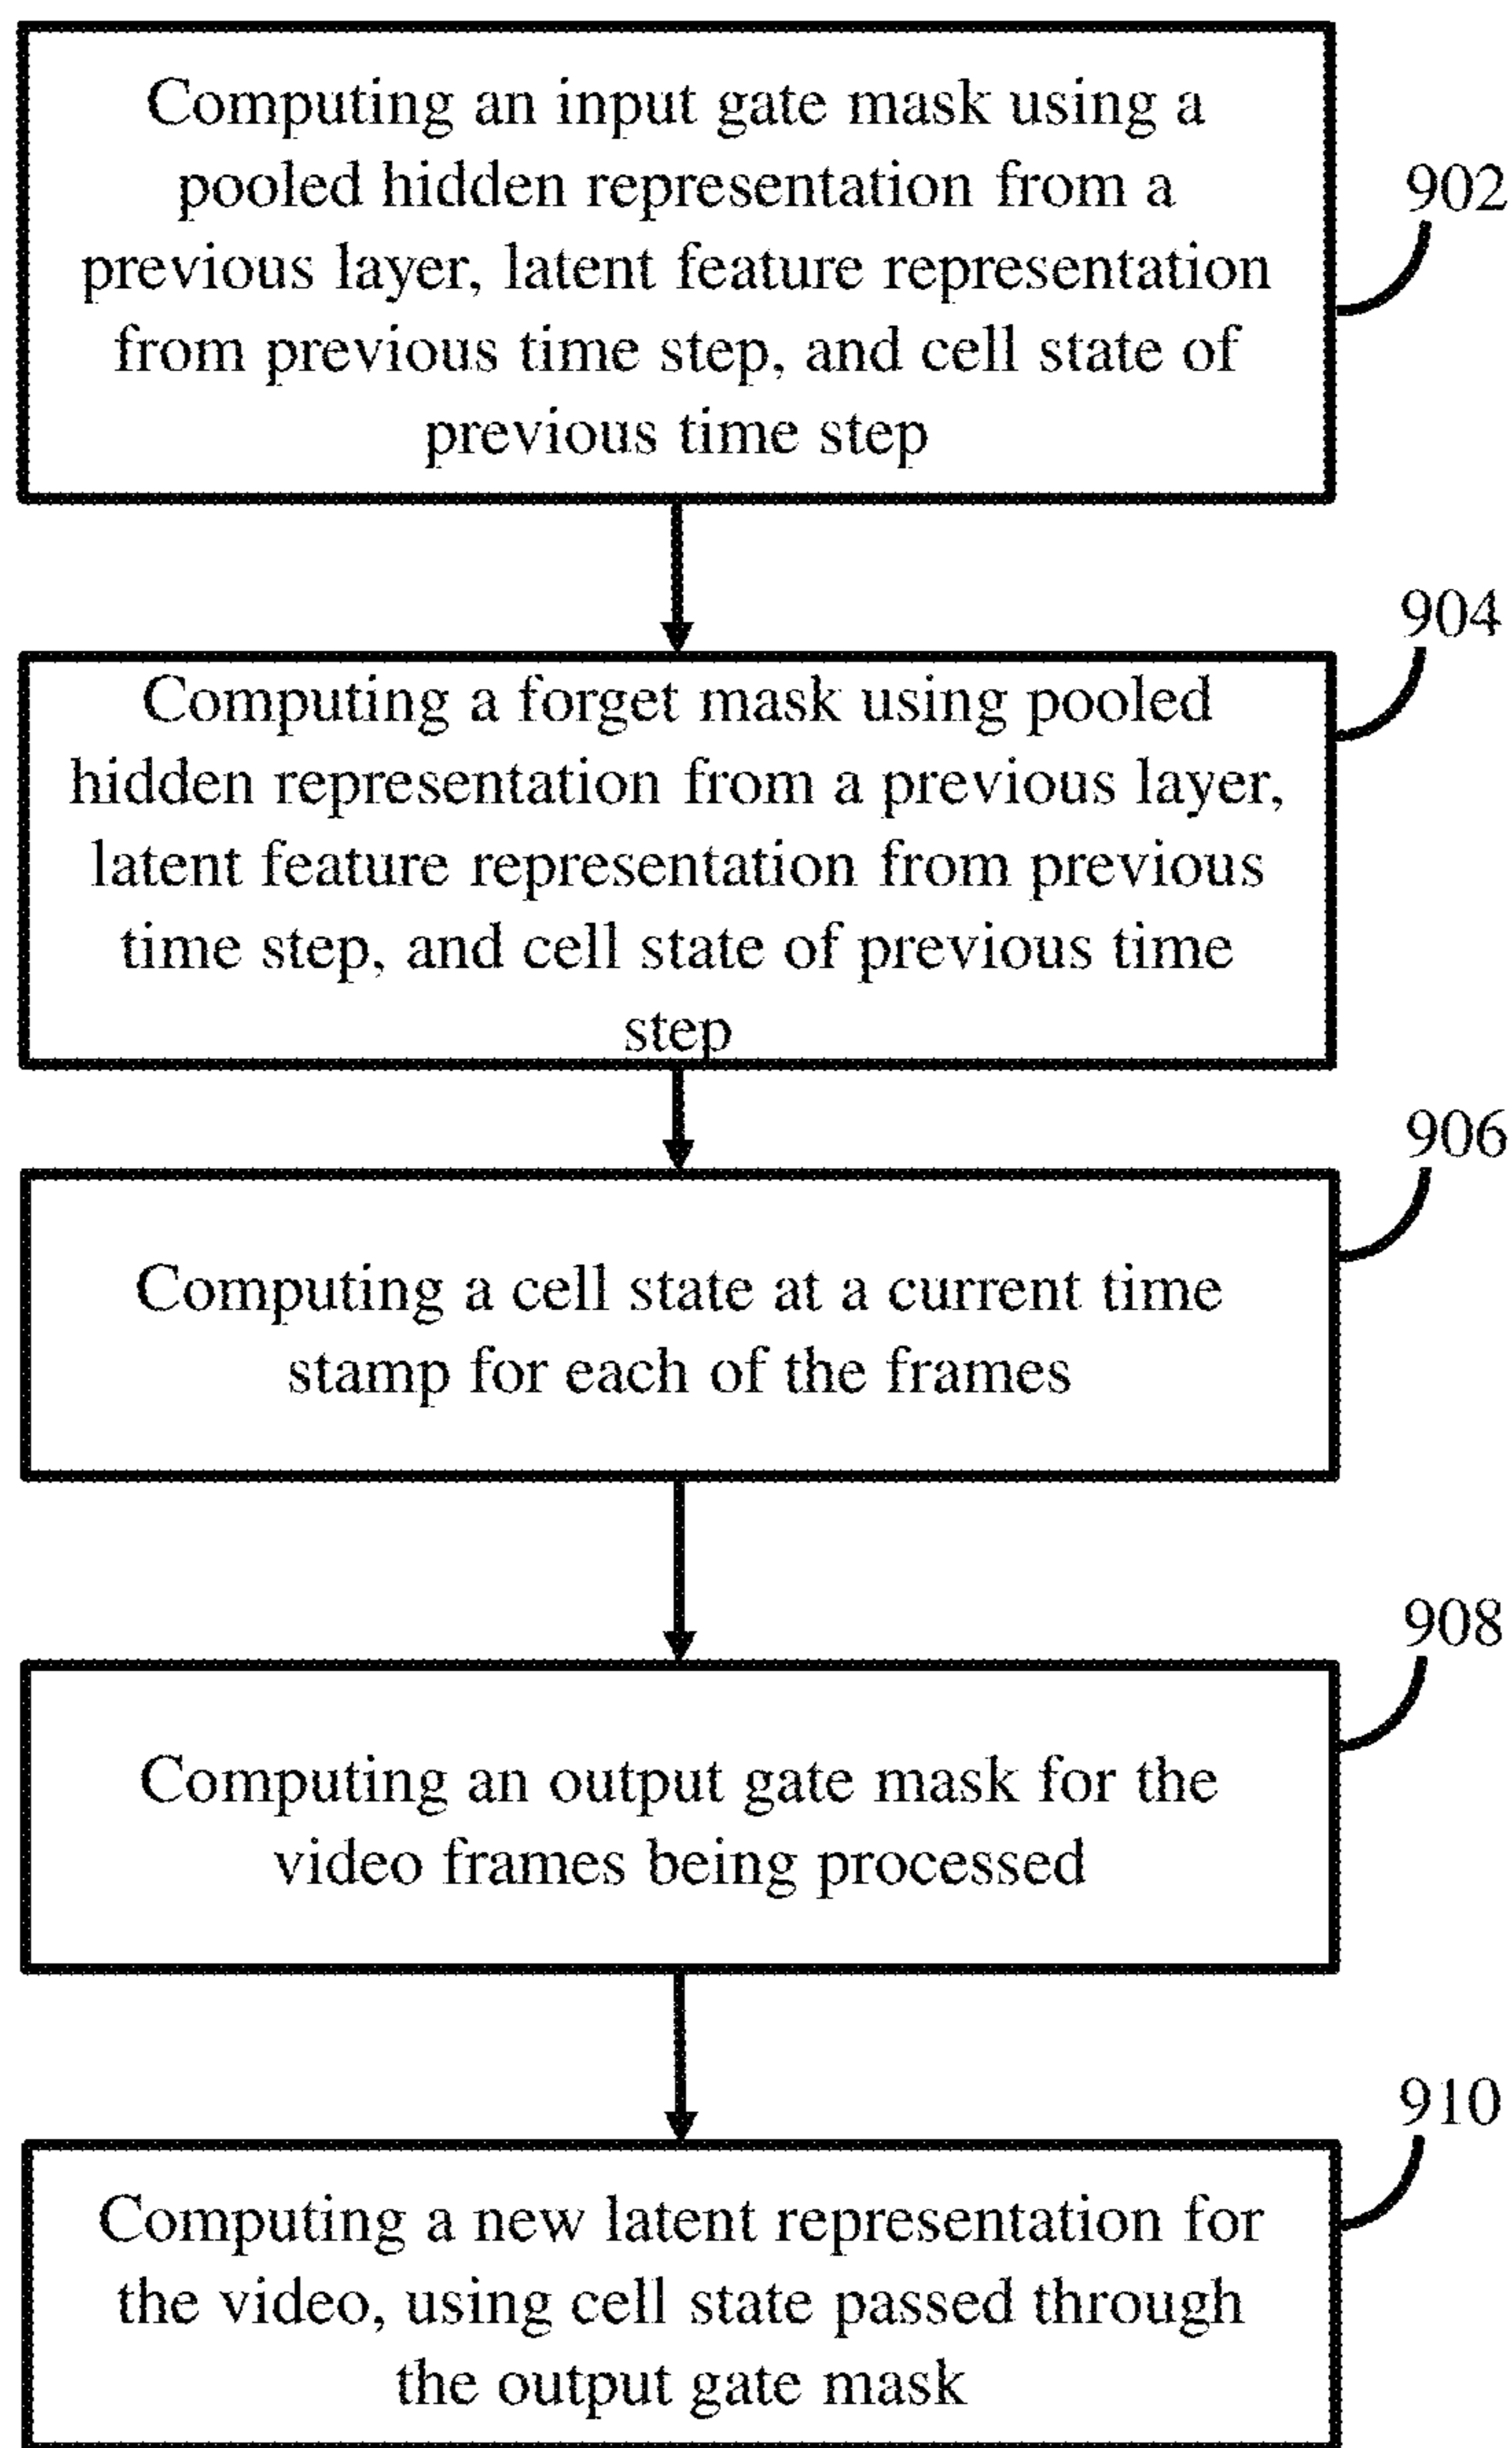 Computing an input gate mask using a
pooled hidden representation from a
previous layer, latent feature representation
from previous time step, and cell state of
previous time step
902
Computing a forget mask using pooled
hidden representation from a previous layer,
latent feature representation from previous
time step, and cell state of previous time
step
904
Computing a cell state at a current time
stamp for each of the frames
906
Computing an output gate mask for the
video frames being processed
908
Computing a new latent representation for
the video, using cell state passed through
the output gate mask
910